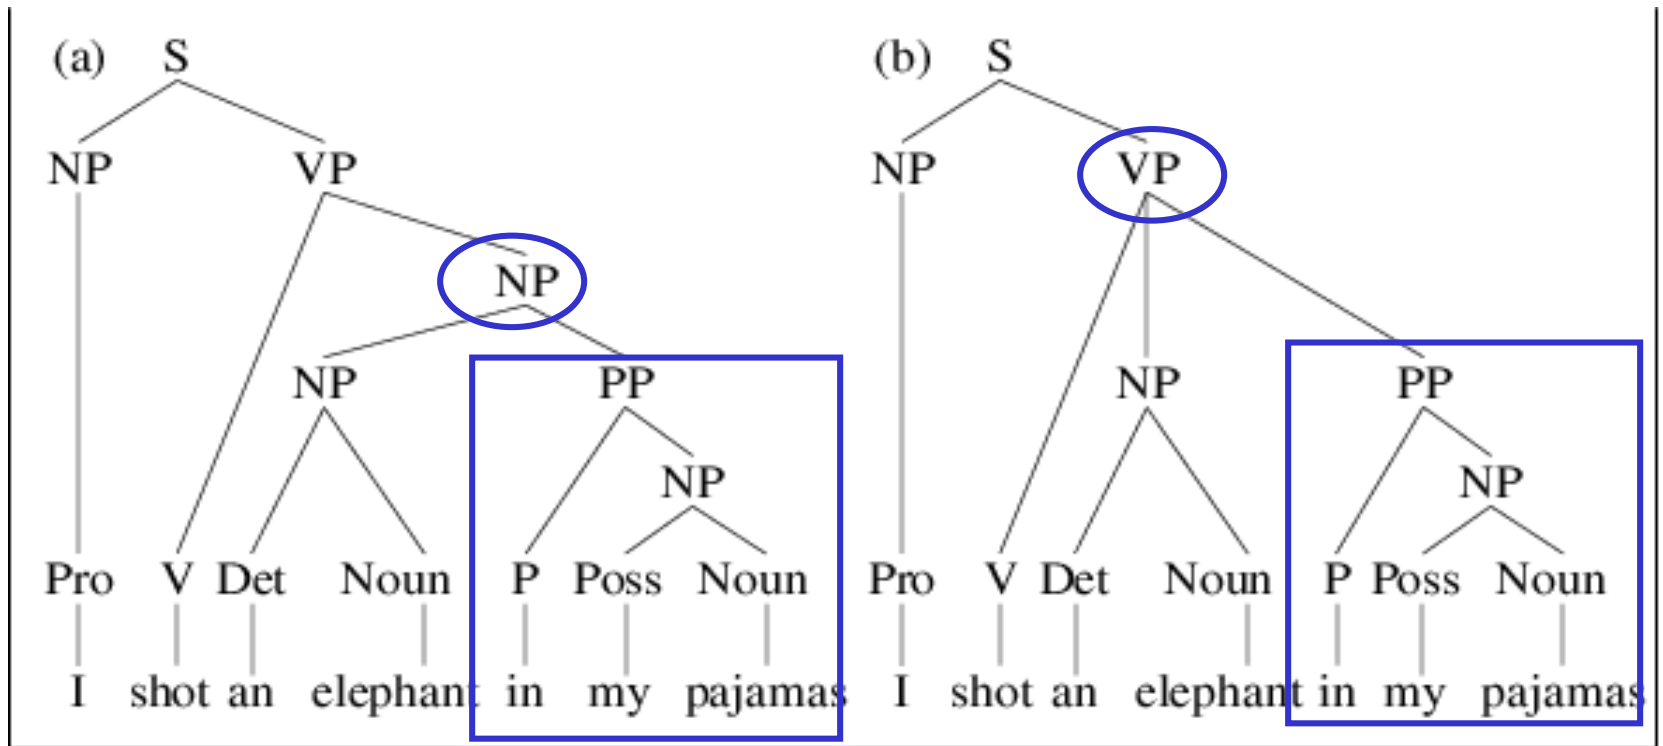 (a) S (b) S
NP VP NP VP
NP
NP PP NP PP
NP NP
Pro V Det Noun P Poss Noun Pro V Det Noun P Poss Noun
I shot an elephant in my pajamas I shot an elephant in my pajamas